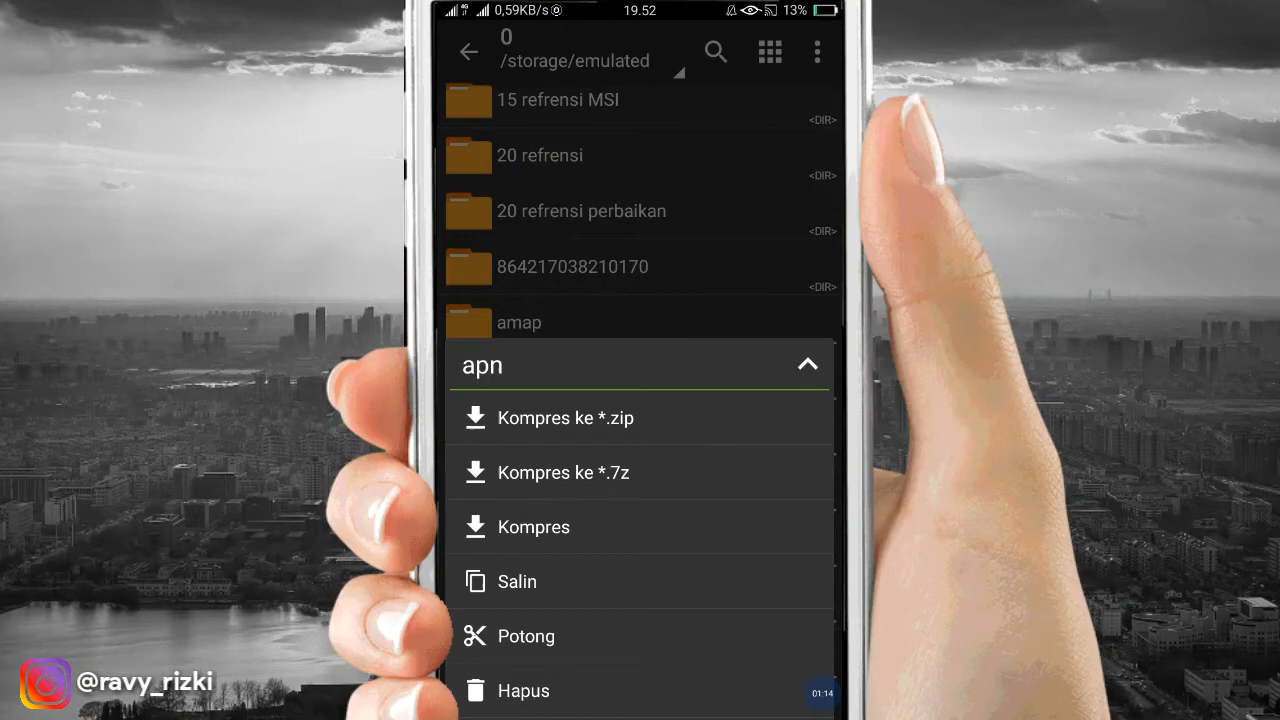 4G 0,59KB/s 19.52 13%
0
/storage/emulated
15 refrensi MSI
<DIR>
20 refrensi
<DIR>
20 refrensi perbaikan
<DIR>
864217038210170
<DIR>
amap
apn
Kompres ke *.zip
Kompres ke *.7z
Kompres
Salin
Potong
Hapus
01:14
@ravy_rizki